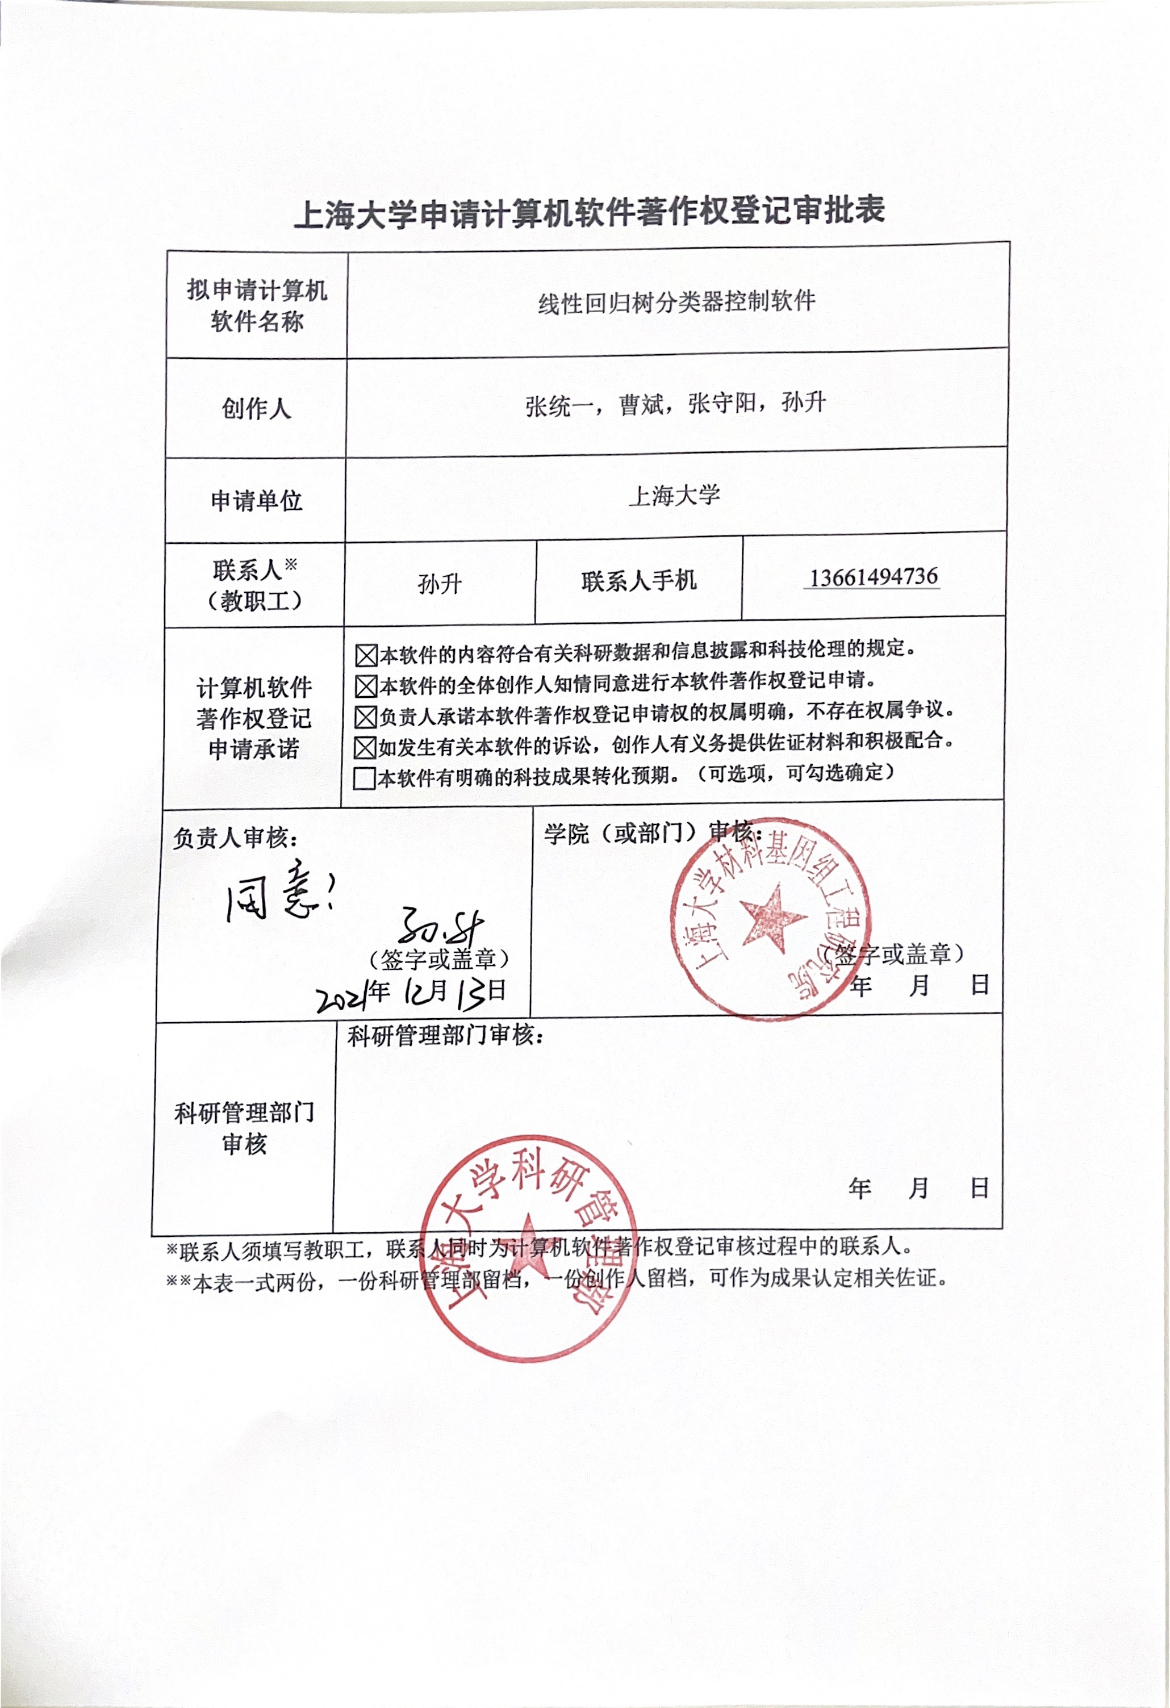 上海大学申请计算机软件著作权登记审批表
拟申请计算机
软件名称
线性回归树分类器控制软件
创作人
张统一，曹斌，张守阳，孙升
申请单位
上海大学
联系人※
（教职工）
孙升
联系人手机
13661494736
计算机软件
著作权登记
申请承诺
☒本软件的内容符合有关科研数据和信息披露和科技伦理的规定。
☒本软件的全体创作人知情同意进行本软件著作权登记申请。
☒负责人承诺本软件著作权登记申请权的权属明确，不存在权属争议。
☒如发生有关本软件的诉讼，创作人有义务提供佐证材料和积极配合。
☐本软件有明确的科技成果转化预期。（可选项，可勾选确定）
负责人审核：
同意！
孙升
（签字或盖章）
2021年 12月 13日
学院（或部门）审核：
上海大学材料基因组工程研究院
（签字或盖章）
年 月 日
科研管理部门
审核
科研管理部门审核：
年 月 日
上海大学科研管理部
※联系人须填写教职工，联系人同时为计算机软件著作权登记审核过程中的联系人。
※※本表一式两份，一份科研管理部留档，一份创作人留档，可作为成果认定相关佐证。